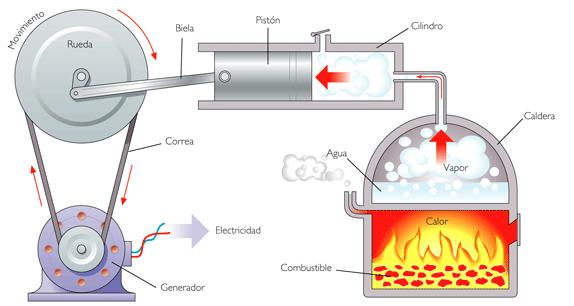 Movimiento
Rueda
Biela
Pistón
Cilindro
Caldera
Correa
Agua
Vapor
Electricidad
Calor
Combustible
Generador